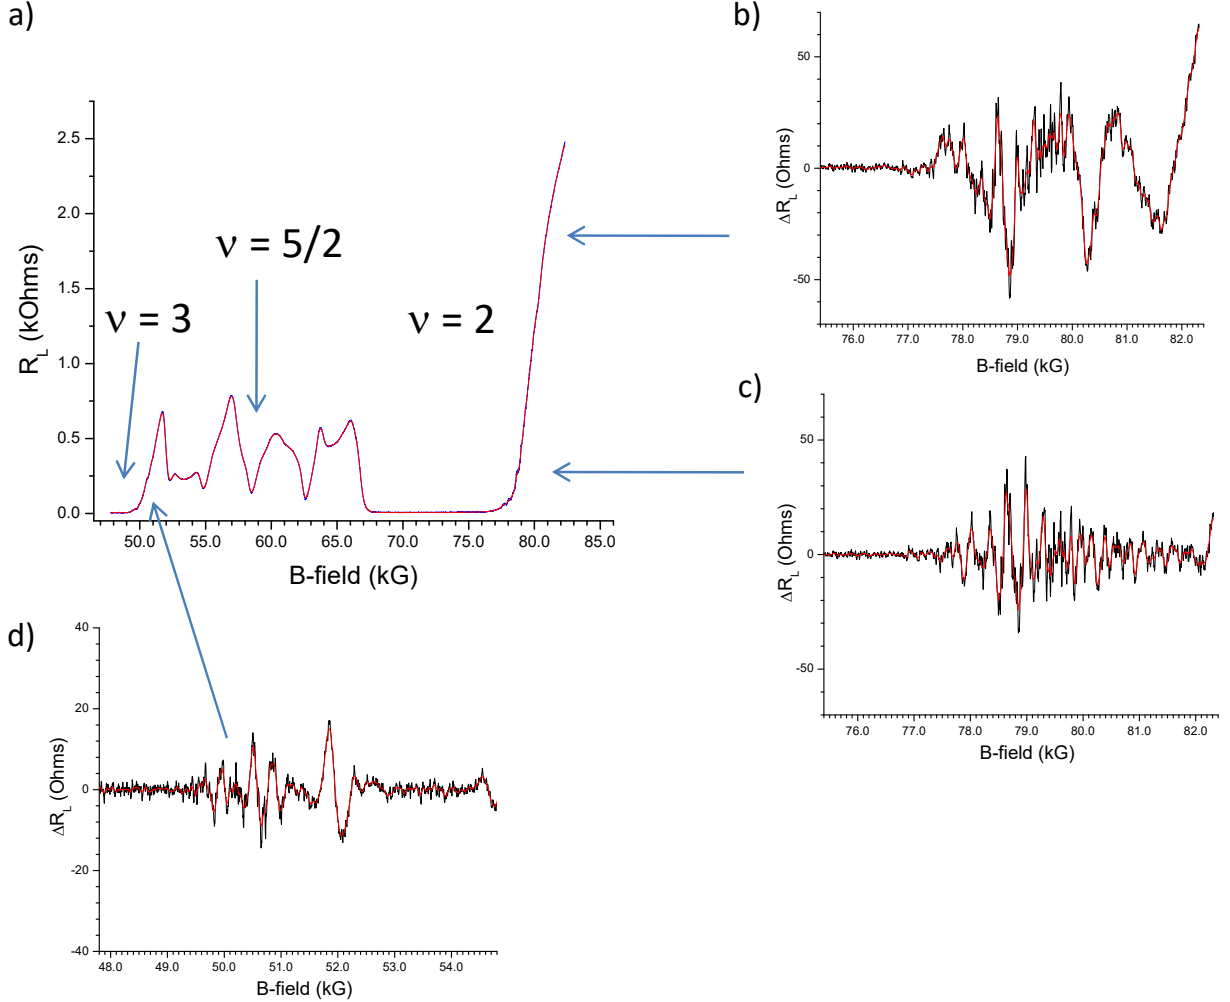 a)
R_L (kOhms)
2.5
2.0
1.5
1.0
0.5
0.0
ν = 3
ν = 5/2
ν = 2
50.0 55.0 60.0 65.0 70.0 75.0 80.0 85.0
B-field (kG)
b)
ΔR_L (Ohms)
50
0
-50
76.0 77.0 78.0 79.0 80.0 81.0 82.0
B-field (kG)
c)
ΔR_L (Ohms)
50
0
-50
76.0 77.0 78.0 79.0 80.0 81.0 82.0
B-field (kG)
d)
ΔR_L (Ohms)
40
20
0
-20
-40
48.0 49.0 50.0 51.0 52.0 53.0 54.0
B-field (kG)